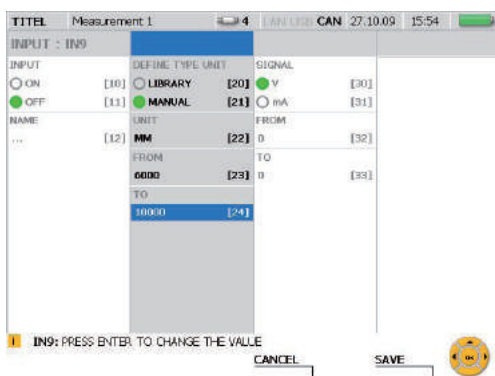 TITEL Measurement 1 4 LAN USB CAN 27.10.09 15:54
INPUT : IN9
INPUT DEFINE TYPE UNIT SIGNAL
ON [10] LIBRARY [20] V [30]
OFF [11] MANUAL [21] mA [31]
NAME UNIT FROM
... [12] MM [22] 0 [32]
FROM TO
6000 [23] 0 [33]
TO
10000 [24]
i IN9: PRESS ENTER TO CHANGE THE VALUE
CANCEL SAVE
OK